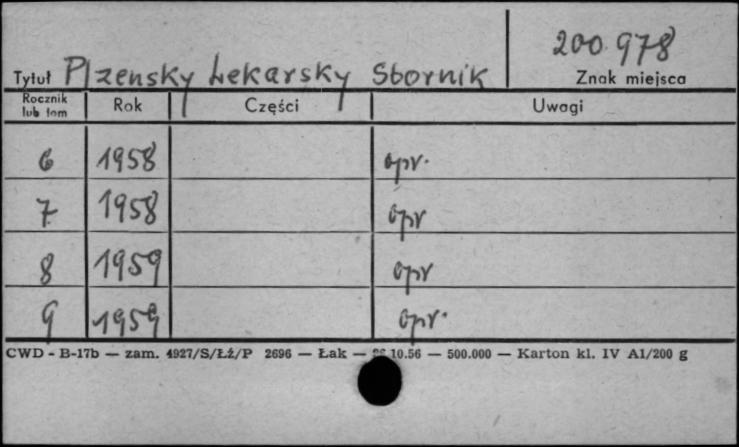 200.978
Tytuł Plzensky Lekarsky Sbornik Znak miejsca
Rocznik lub tom Rok Części Uwagi
6 1958 opr.
7 1958 opr
8 1959 opr
9 1959 opr.
CWD - B-17b — zam. 4927/S/Łż/P 2696 — Łak — 10.56 — 500.000 — Karton kl. IV A1/200 g